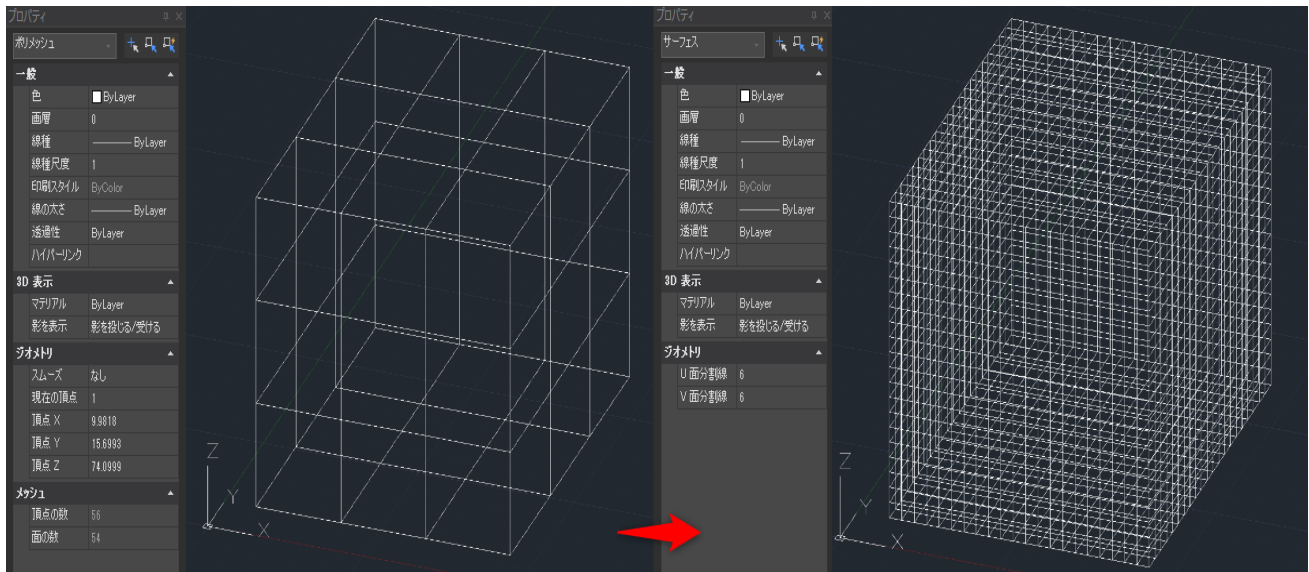 プロパティ
ポリメッシュ
一般
色 ByLayer
画層 0
線種 ByLayer
線種尺度 1
印刷スタイル ByColor
線の太さ ByLayer
透過性 ByLayer
ハイパーリンク
3D 表示
マテリアル ByLayer
影を表示 影を投じる/受ける
ジオメトリ
スムーズ なし
現在の頂点 1
頂点 X 9.9818
頂点 Y 15.6993
頂点 Z 74.0999
メッシュ
頂点の数 56
面の数 54
Z
Y
X
プロパティ
サーフェス
一般
色 ByLayer
画層 0
線種 ByLayer
線種尺度 1
印刷スタイル ByColor
線の太さ ByLayer
透過性 ByLayer
ハイパーリンク
3D 表示
マテリアル ByLayer
影を表示 影を投じる/受ける
ジオメトリ
U 面分割線 6
V 面分割線 6
Z
Y
X